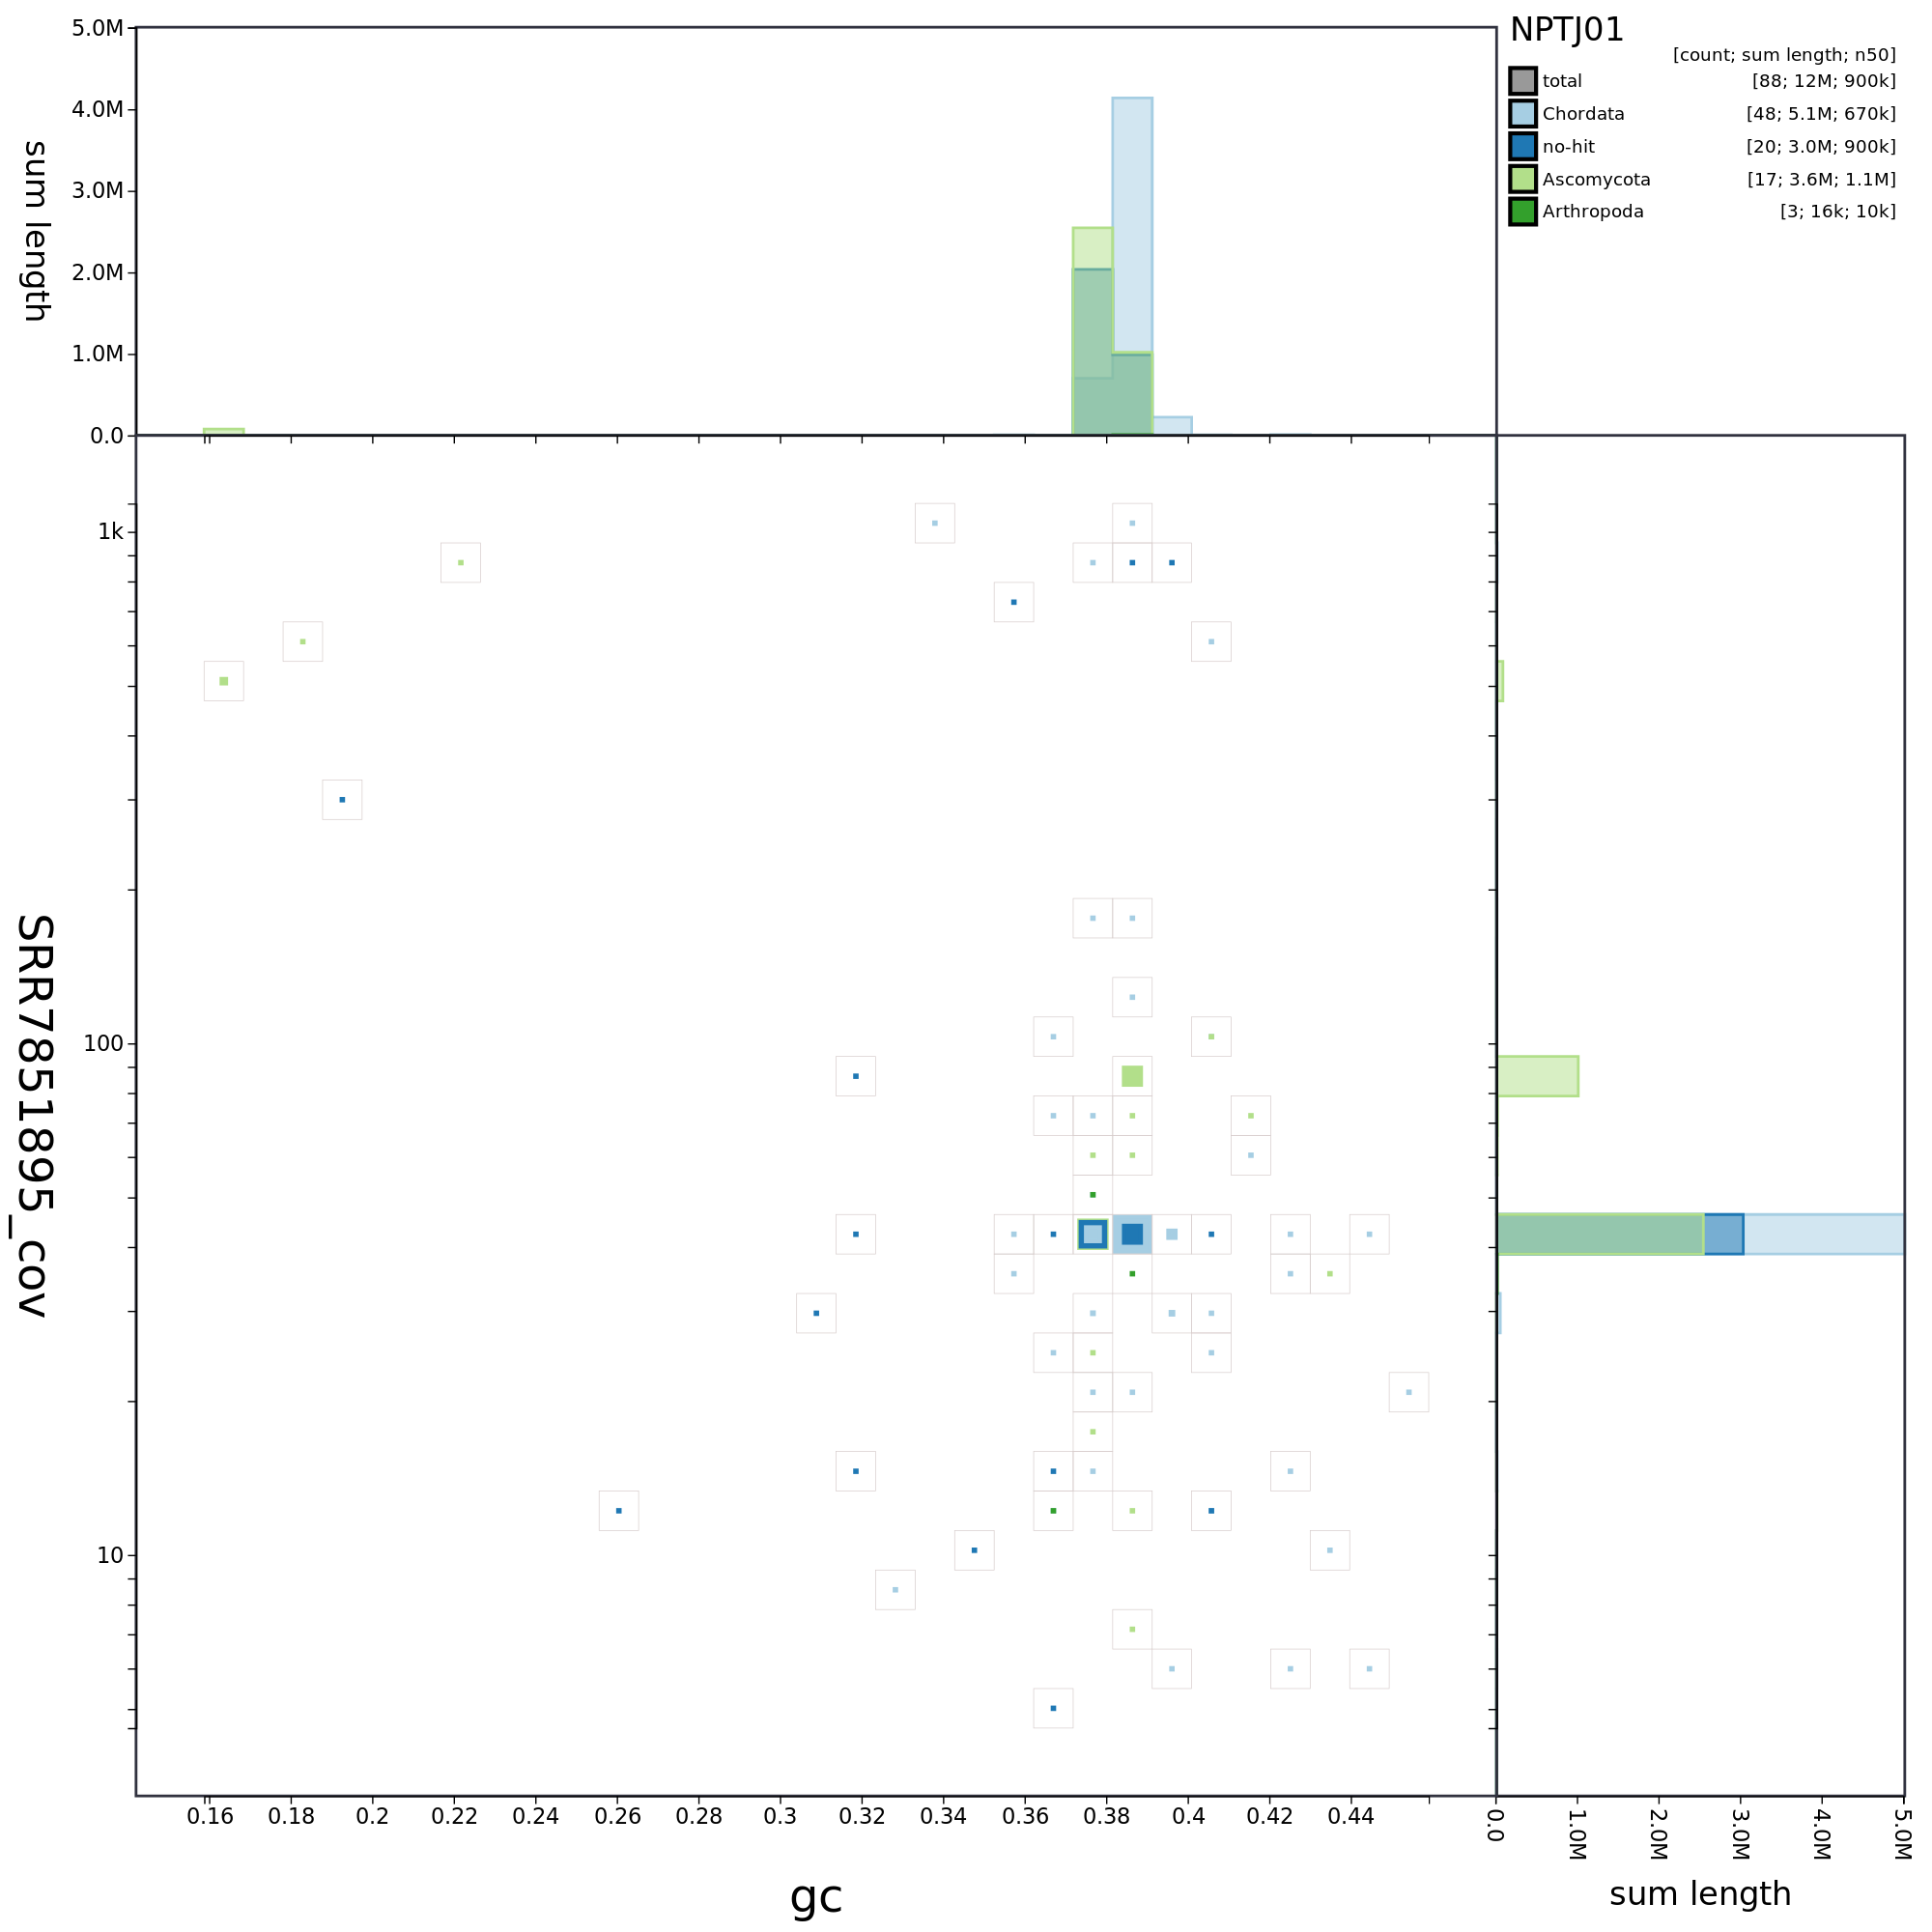 NPTJ01
[count; sum length; n50]
total [88; 12M; 900k]
Chordata [48; 5.1M; 670k]
no-hit [20; 3.0M; 900k]
Ascomycota [17; 3.6M; 1.1M]
Arthropoda [3; 16k; 10k]
sum length
5.0M
4.0M
3.0M
2.0M
1.0M
0.0
SRR7851895_cov
1k
100
10
0.16 0.18 0.2 0.22 0.24 0.26 0.28 0.3 0.32 0.34 0.36 0.38 0.4 0.42 0.44
gc
0.0 1.0M 2.0M 3.0M 4.0M 5.0M
sum length